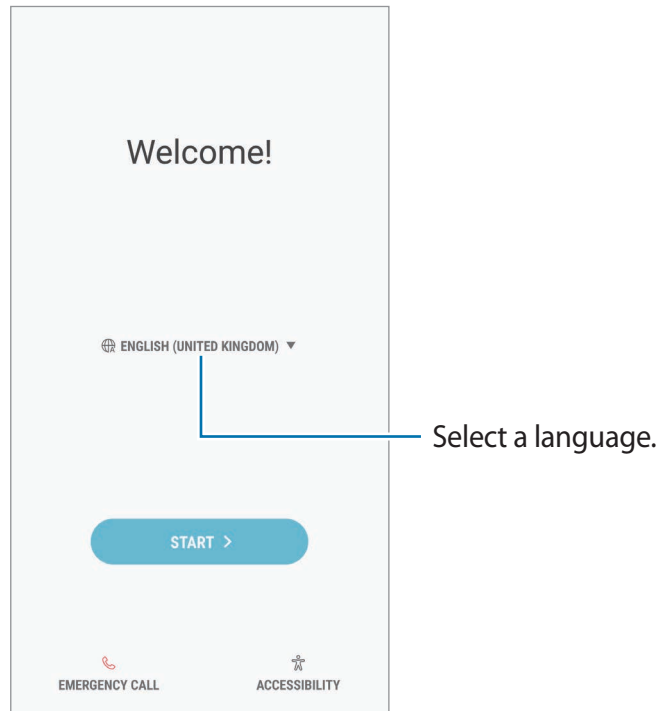 Welcome!
ENGLISH (UNITED KINGDOM)
Select a language.
START
EMERGENCY CALL
ACCESSIBILITY